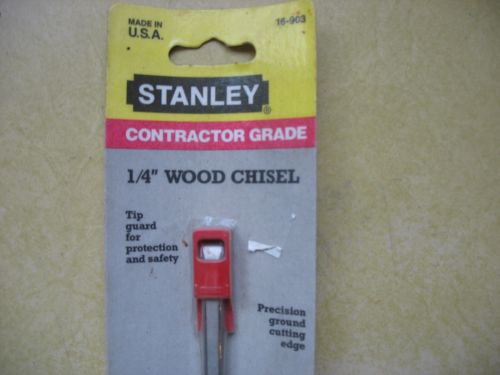 MADE IN
U.S.A.
16-903
STANLEY®
CONTRACTOR GRADE
1/4" WOOD CHISEL
Tip
guard
for
protection
and safety
Precision
ground
cutting
edge